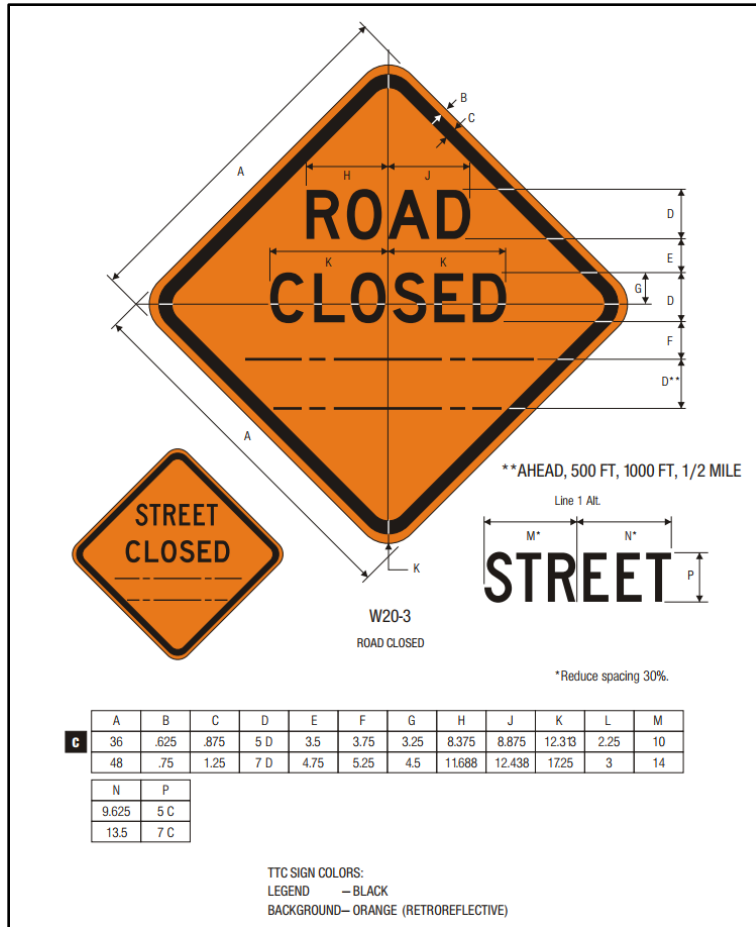 A
B
C
H
J
ROAD
D
E
K
K
G
CLOSED
D
F
D**
A
**AHEAD, 500 FT, 1000 FT, 1/2 MILE
Line 1 Alt.
M*
N*
STREET
P
STREET
CLOSED
K
W20-3
ROAD CLOSED
*Reduce spacing 30%.
A B C D E F G H J K L M
C 36 .625 .875 5 D 3.5 3.75 3.25 8.375 8.875 12.313 2.25 10
48 .75 1.25 7 D 4.75 5.25 4.5 11.688 12.438 17.25 3 14
N P
9.625 5 C
13.5 7 C
TTC SIGN COLORS:
LEGEND – BLACK
BACKGROUND– ORANGE (RETROREFLECTIVE)